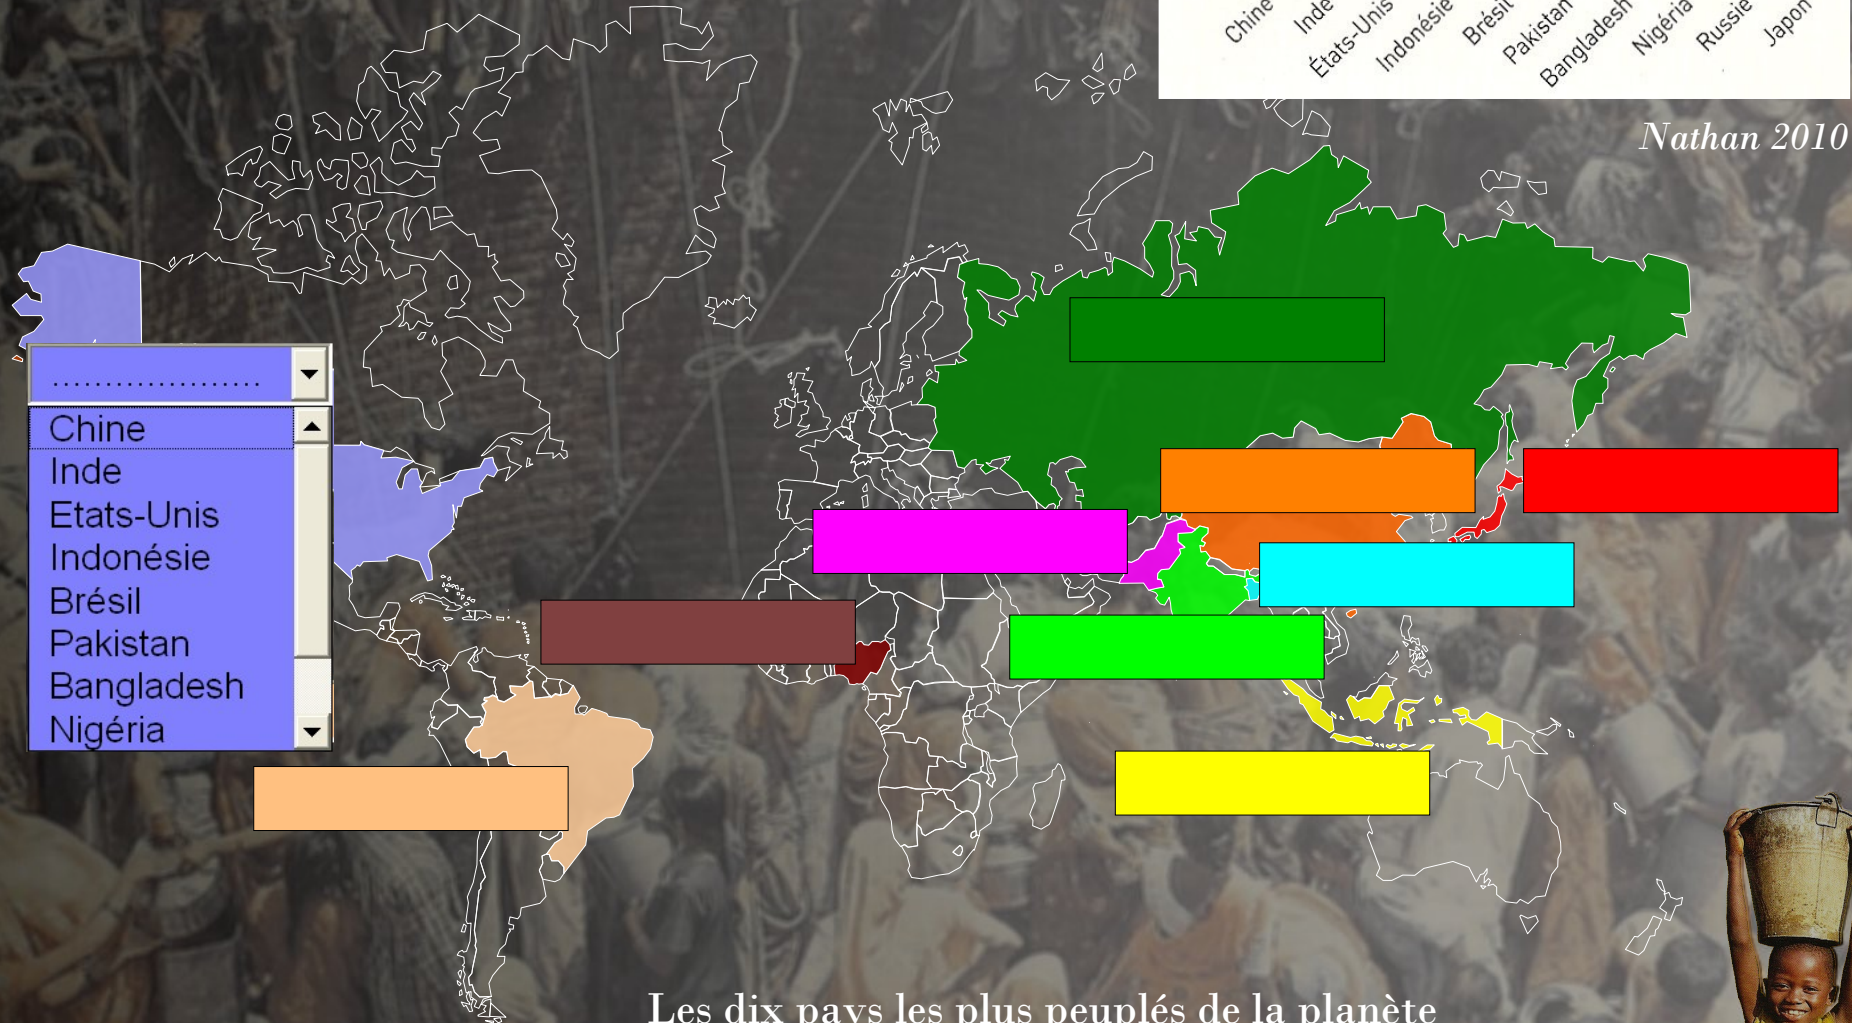 Chine
Inde
États-Unis
Indonésie
Brésil
Pakistan
Bangladesh
Nigéria
Russie
Japon
Nathan 2010
....................
Chine
Inde
Etats-Unis
Indonésie
Brésil
Pakistan
Bangladesh
Nigéria
Les dix pays les plus peuplés de la planète